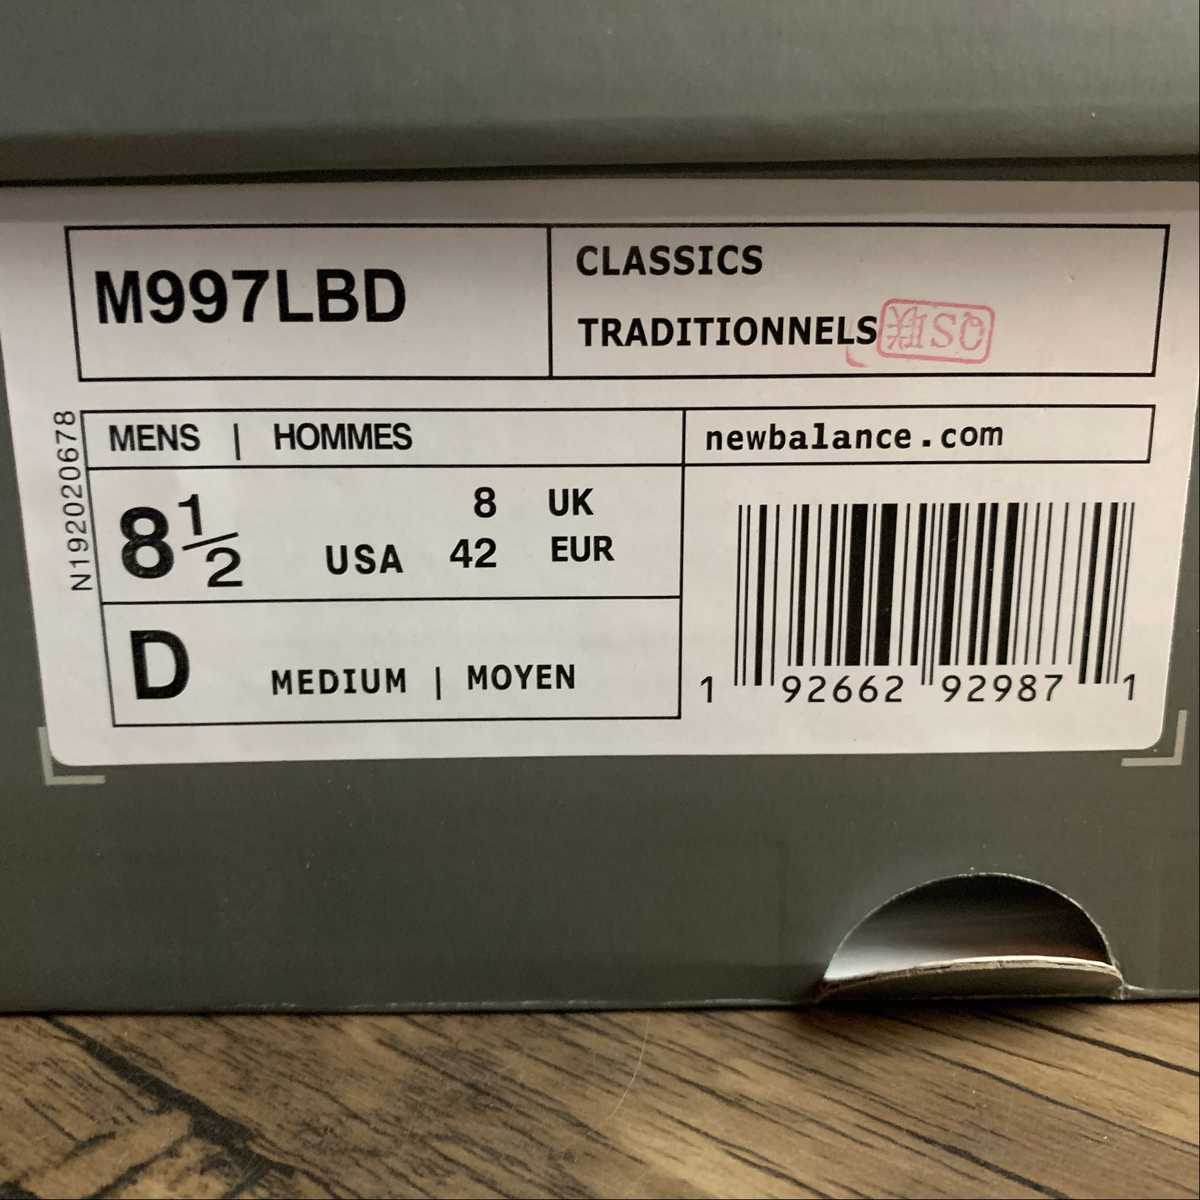 M997LBD
CLASSICS
TRADITIONNELS
N192020678
MENS | HOMMES
newbalance.com
8 1/2 USA
8 UK
42 EUR
D MEDIUM | MOYEN
1 92662 92987 1